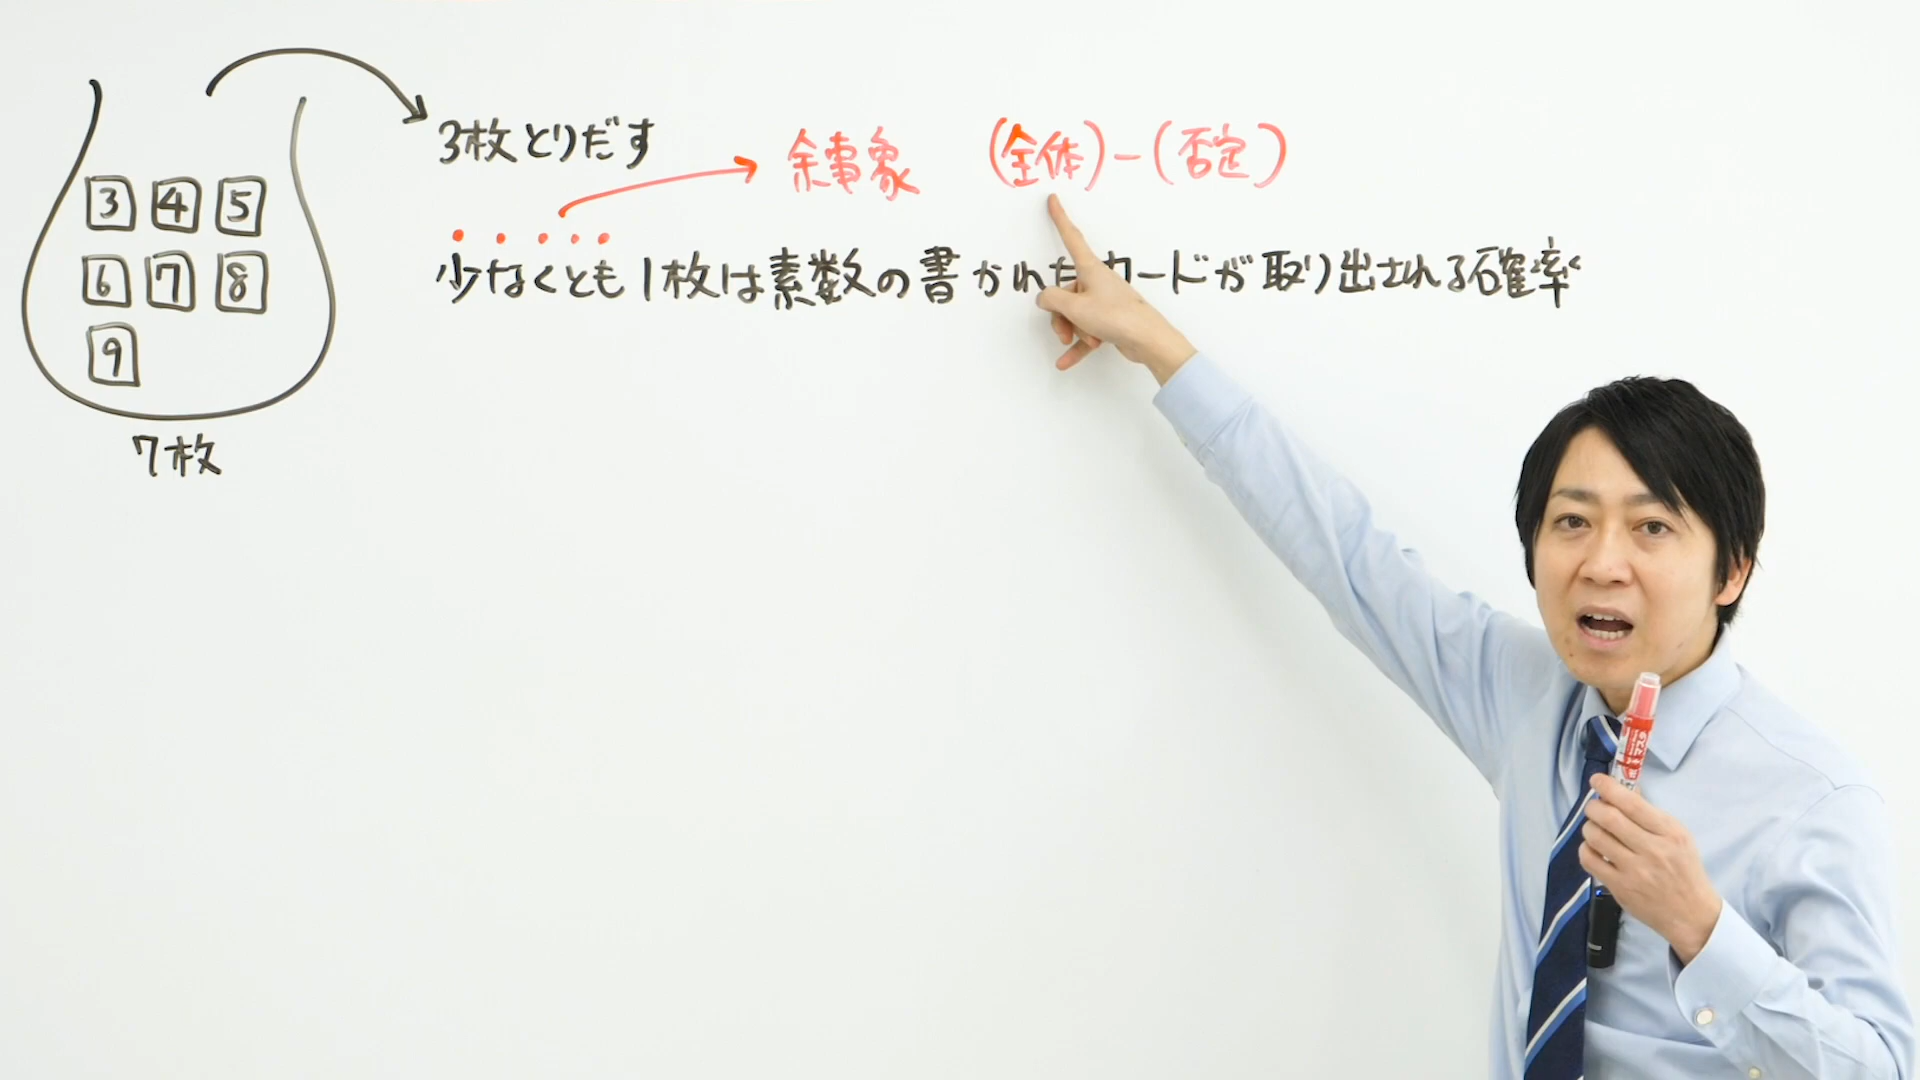 3枚とりだす
余事象 (全体)-(否定)
少なくとも1枚は素数の書かれたカードが取り出される確率
3 4 5
6 7 8
9
7枚